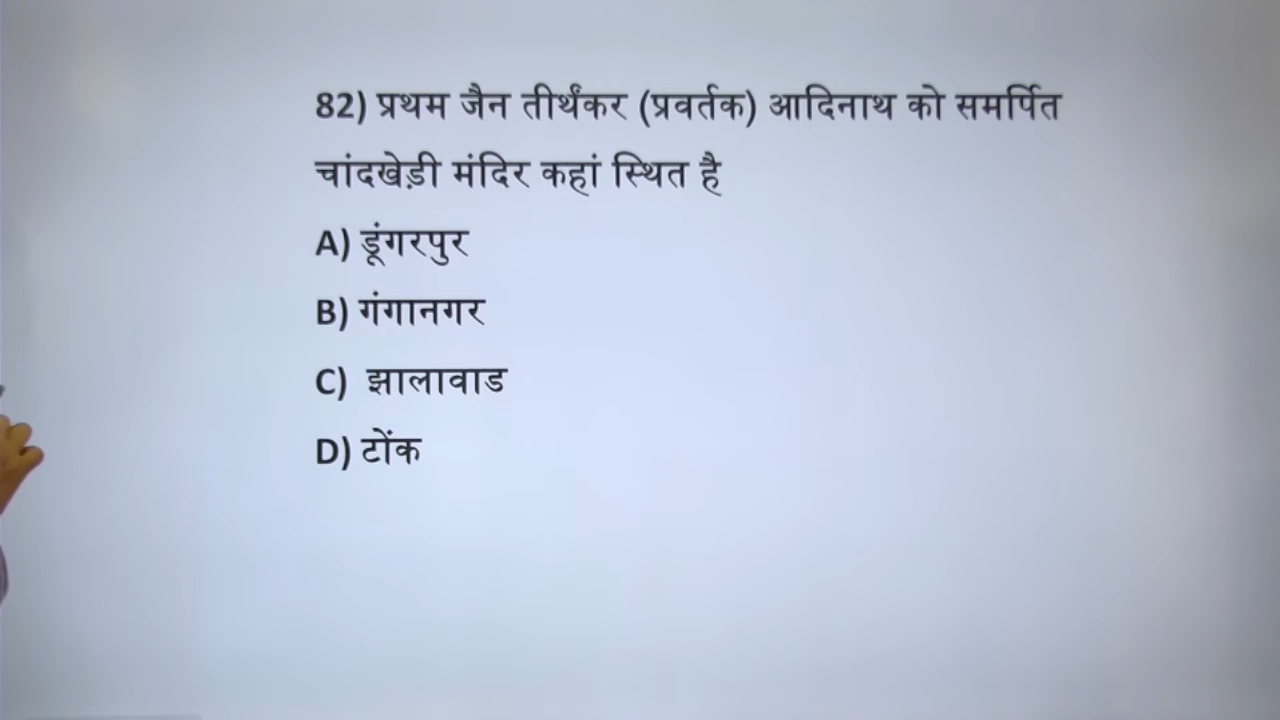 82) प्रथम जैन तीर्थंकर (प्रवर्तक) आदिनाथ को समर्पित
चांदखेड़ी मंदिर कहां स्थित है
A) डूंगरपुर
B) गंगानगर
C) झालावाड
D) टोंक